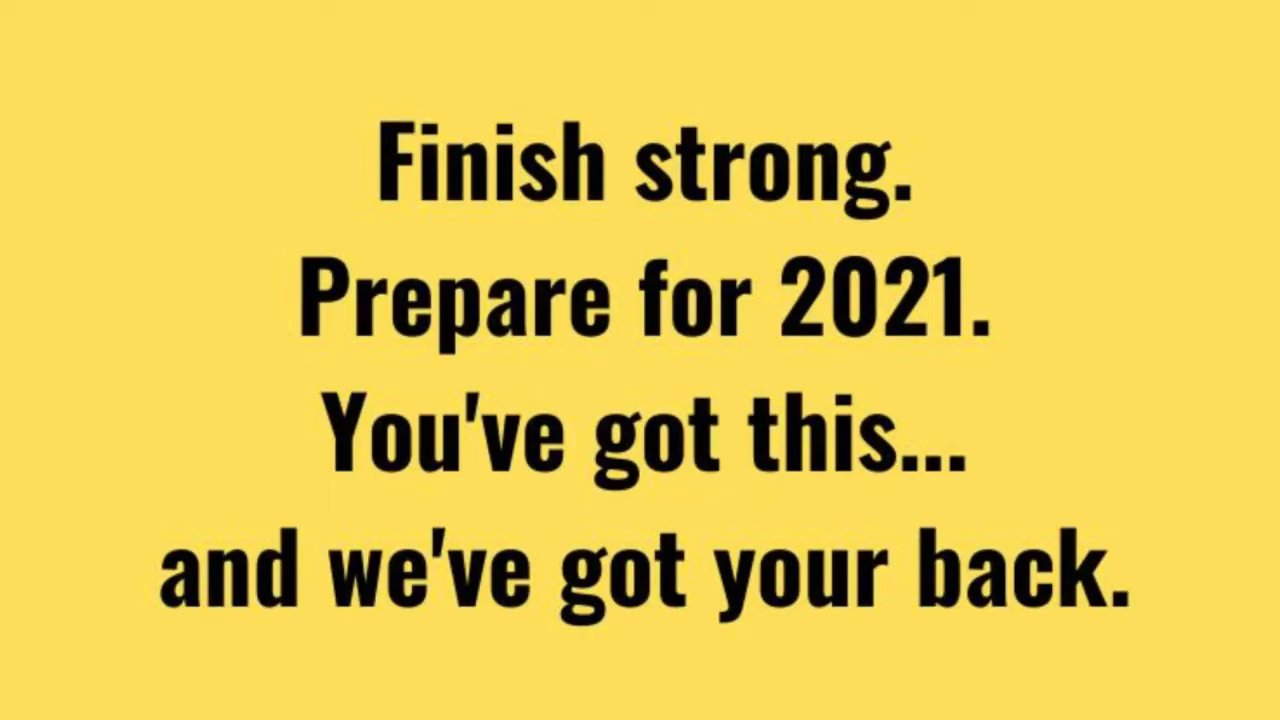 Finish strong.
Prepare for 2021.
You've got this...
and we've got your back.